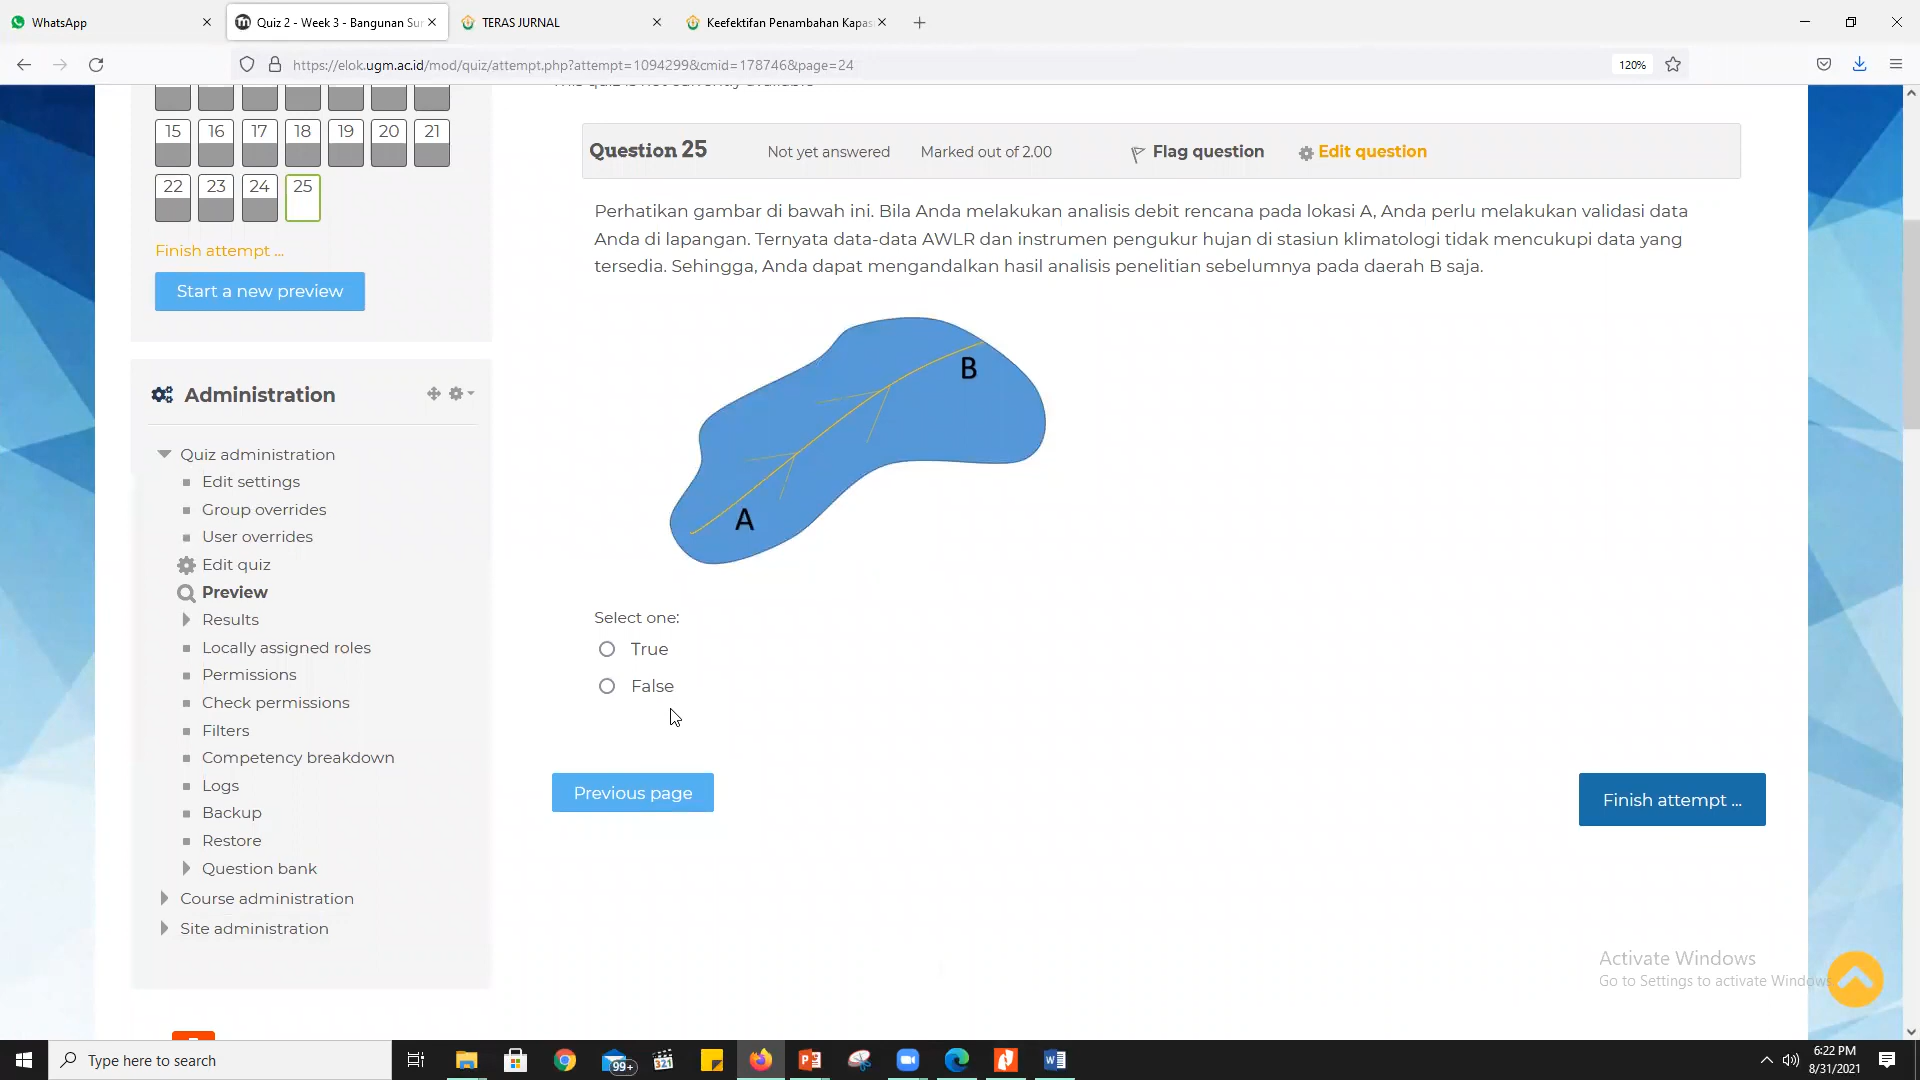 WhatsApp
Quiz 2 - Week 3 - Bangunan Su
TERAS JURNAL
Keefektifan Penambahan Kapas
https://elok.ugm.ac.id/mod/quiz/attempt.php?attempt=1094299&cmid=178746&page=24
120%
15 16 17 18 19 20 21
22 23 24 25
Finish attempt ...
Start a new preview
Administration
Quiz administration
Edit settings
Group overrides
User overrides
Edit quiz
Preview
Results
Locally assigned roles
Permissions
Check permissions
Filters
Competency breakdown
Logs
Backup
Restore
Question bank
Course administration
Site administration
Question 25 Not yet answered Marked out of 2.00 Flag question Edit question
Perhatikan gambar di bawah ini. Bila Anda melakukan analisis debit rencana pada lokasi A, Anda perlu melakukan validasi data
Anda di lapangan. Ternyata data-data AWLR dan instrumen pengukur hujan di stasiun klimatologi tidak mencukupi data yang
tersedia. Sehingga, Anda dapat mengandalkan hasil analisis penelitian sebelumnya pada daerah B saja.
B
A
Select one:
True
False
Previous page
Finish attempt ...
Activate Windows
Go to Settings to activate Windows
Type here to search
99+
321
6:22 PM
8/31/2021